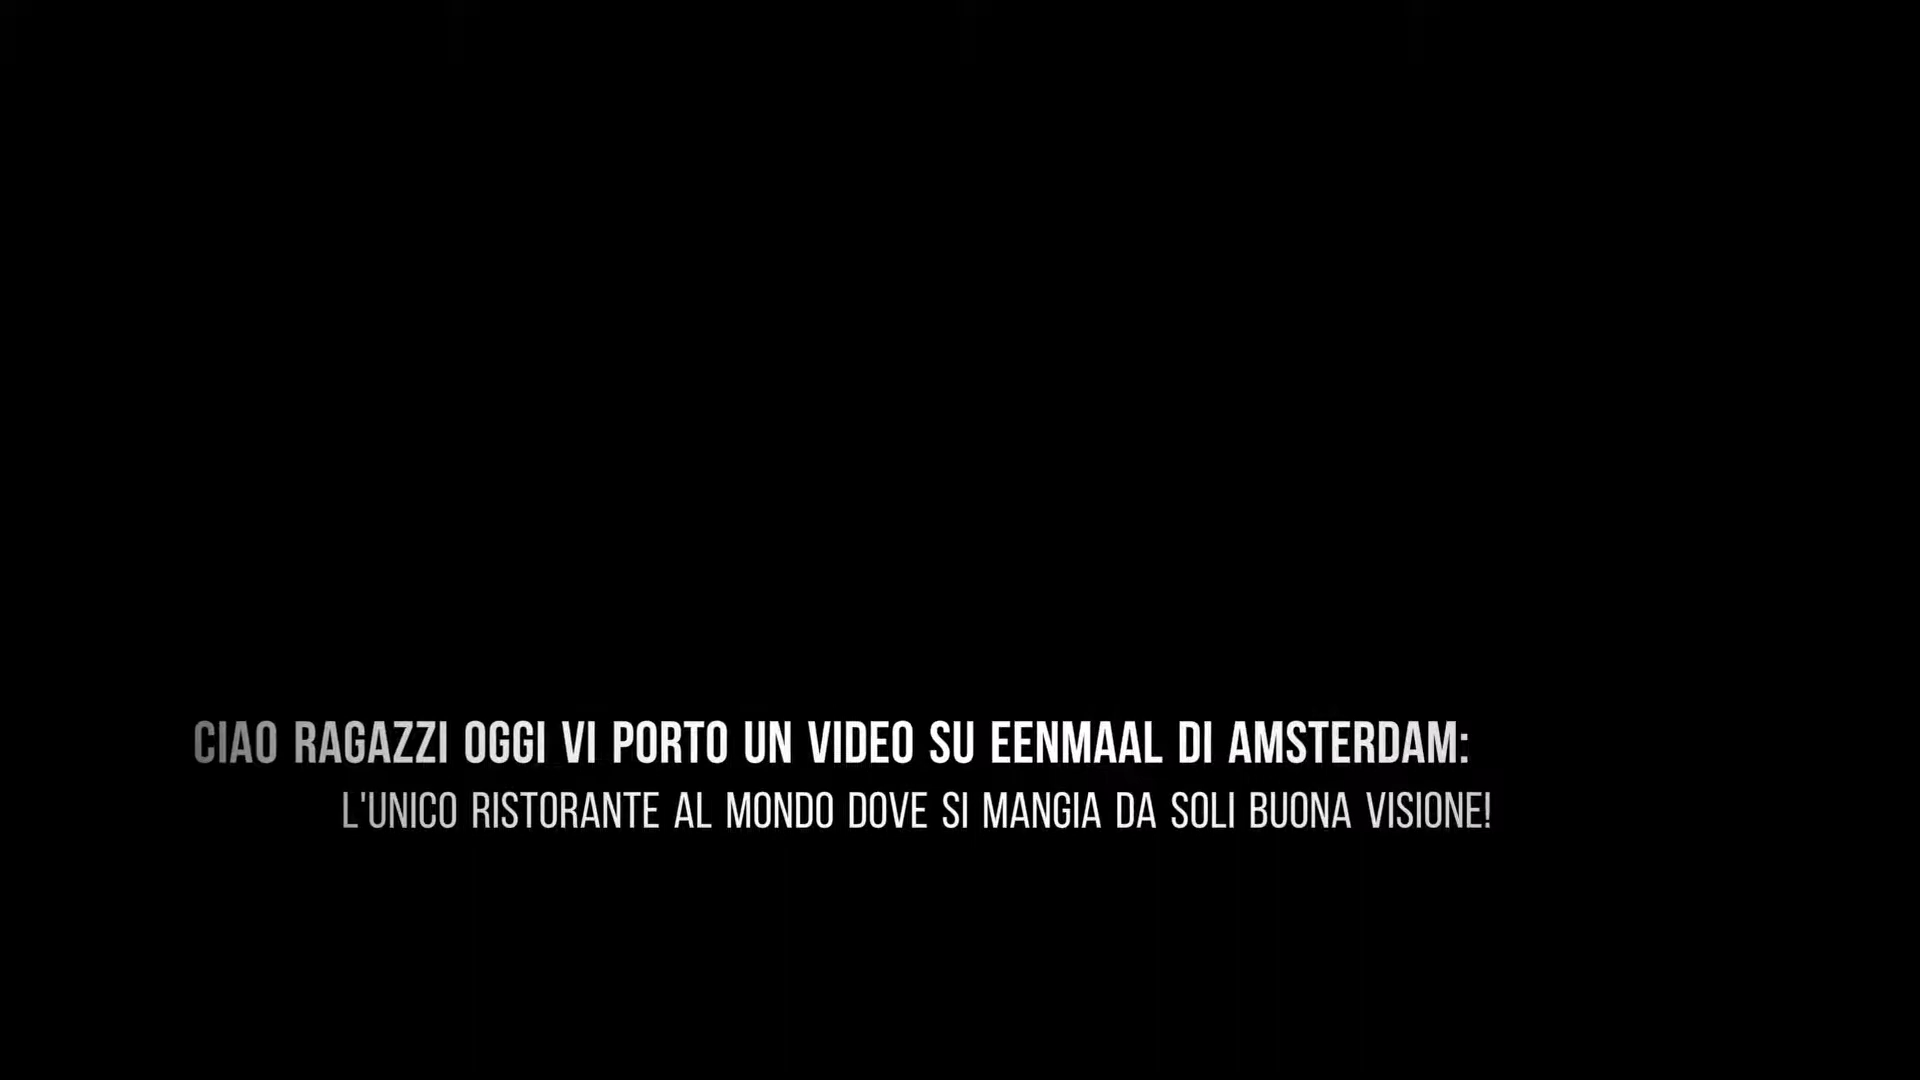 CIAO RAGAZZI OGGI VI PORTO UN VIDEO SU EENMAAL DI AMSTERDAM:
L'UNICO RISTORANTE AL MONDO DOVE SI MANGIA DA SOLI BUONA VISIONE!